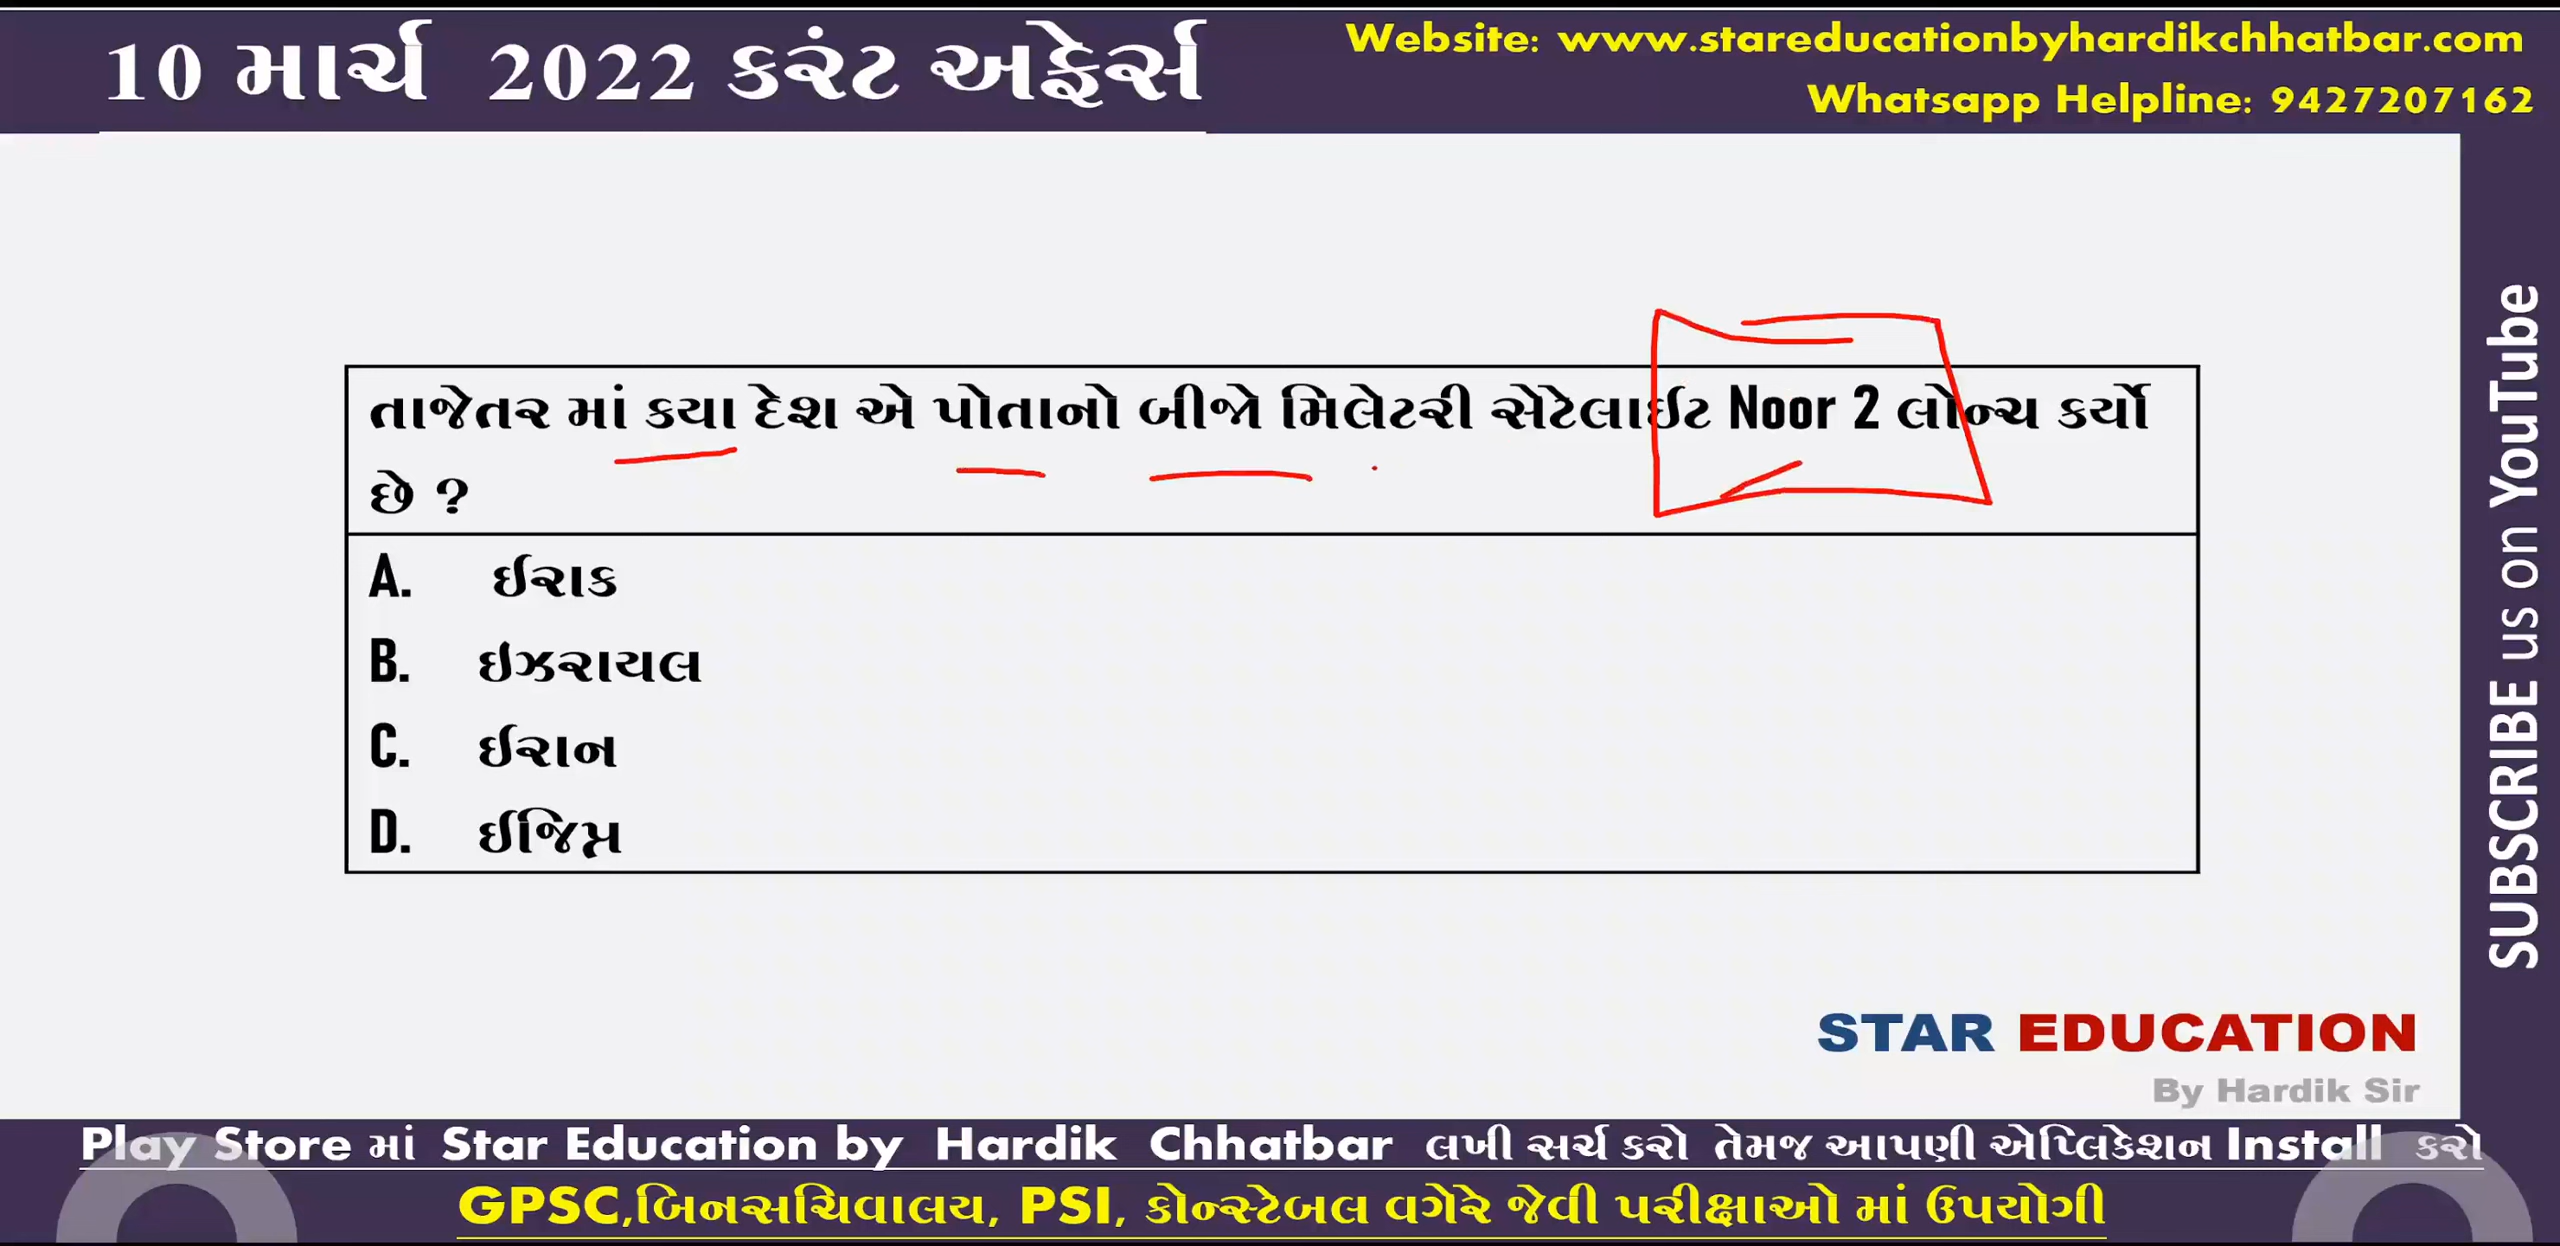 10 માર્ચ 2022 કરંટ અફેર્સ
Website: www.stareducationbyhardikchhatbar.com
Whatsapp Helpline: 9427207162
તાજેતર માં કયા દેશ એ પોતાનો બીજો મિલેટરી સેટેલાઈટ Noor 2 લોન્ચ કર્યો
છે ?
A. ઈરાક
B. ઇઝરાયલ
C. ઈરાન
D. ઈજિપ્ત
SUBSCRIBE us on YouTube
STAR EDUCATION
By Hardik Sir
Play Store માં Star Education by Hardik Chhatbar લખી સર્ચ કરો તેમજ આપણી એપ્લિકેશન Install કરો
GPSC,બિનસચિવાલય, PSI, કોન્સ્ટેબલ વગેરે જેવી પરીક્ષાઓ માં ઉપયોગી